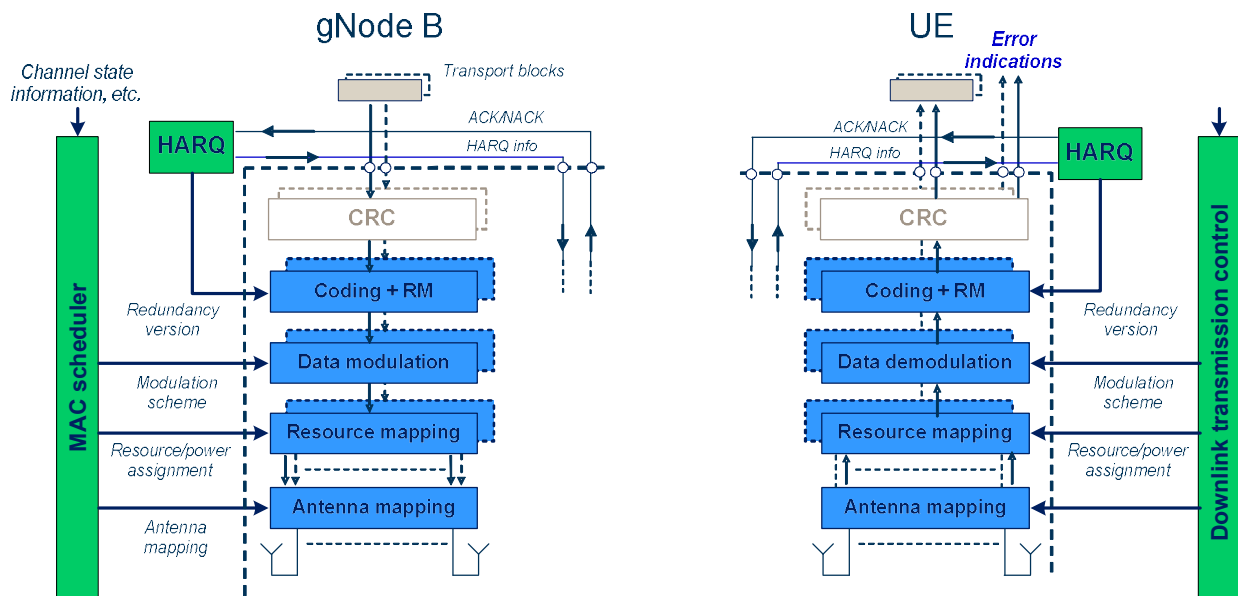 gNode B
UE
Channel state
information, etc.
Transport blocks
Error
indications
HARQ
ACK/NACK
HARQ info
ACK/NACK
HARQ info
HARQ
CRC
CRC
Coding + RM
Coding + RM
Redundancy
version
Redundancy
version
Data modulation
Data demodulation
Modulation
scheme
Modulation
scheme
Resource mapping
Resource mapping
Resource/power
assignment
Resource/power
assignment
Antenna mapping
Antenna mapping
Antenna
mapping
MAC scheduler
Downlink transmission control